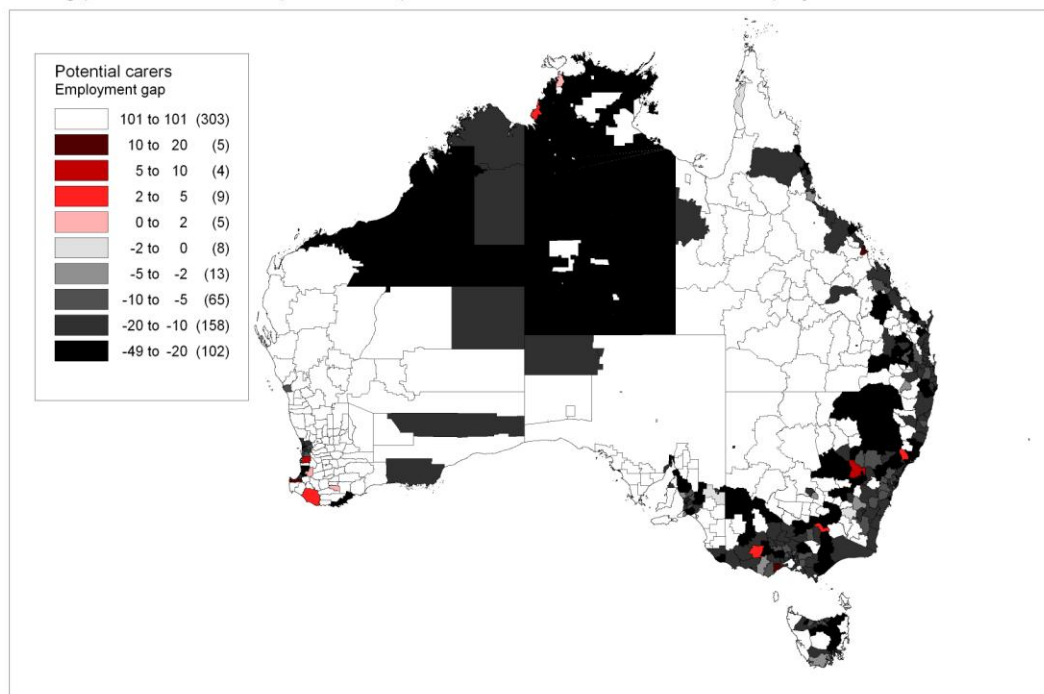 Potential carers
Employment gap
101 to 101 (303)
10 to 20 (5)
5 to 10 (4)
2 to 5 (9)
0 to 2 (5)
-2 to 0 (8)
-5 to -2 (13)
-10 to -5 (65)
-20 to -10 (158)
-49 to -20 (102)